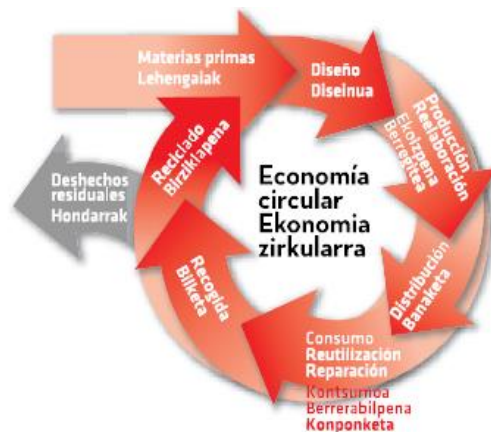 Materias primas
Lehengaiak
Diseño
Diseinua
Producción
Reelaboración
Ekoizpena
Berregitea
Distribución
Banaketa
Consumo
Reutilización
Reparación
Kontsumoa
Berrerabilpena
Konponketa
Recogida
Bilketa
Reciclado
Birziklapena
Deshechos
residuales
Hondarrak
Economía
circular
Ekonomia
zirkularra